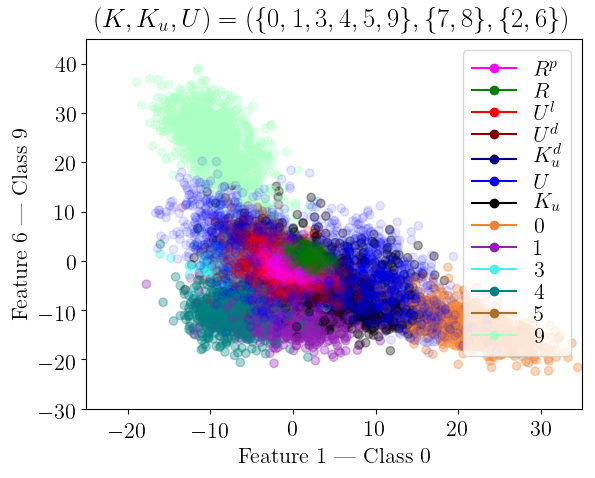 (K, K_u, U) = ({0, 1, 3, 4, 5, 9}, {7, 8}, {2, 6})
40
30
20
10
0
−10
−20
−30
Feature 6 — Class 9
R^p
R
U^l
U^d
K_u^d
U
K_u
0
1
3
4
5
9
−20
−10
0
10
20
30
Feature 1 — Class 0